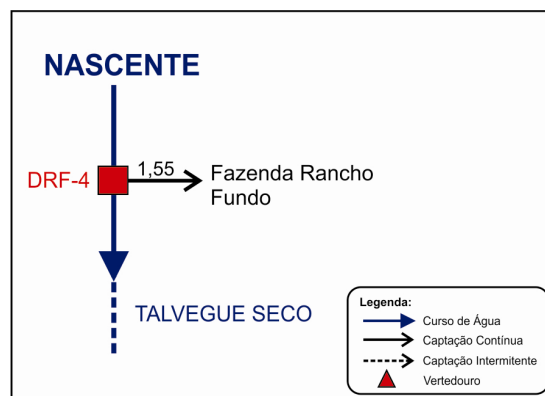 NASCENTE
DRF-4
1,55
Fazenda Rancho
Fundo
TALVEGUE SECO
Legenda:
Curso de Água
Captação Contínua
Captação Intermitente
Vertedouro